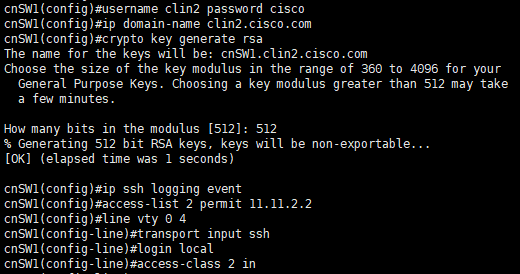 cnSW1(config)#username clin2 password cisco
cnSW1(config)#ip domain-name clin2.cisco.com
cnSW1(config)#crypto key generate rsa
The name for the keys will be: cnSW1.clin2.cisco.com
Choose the size of the key modulus in the range of 360 to 4096 for your
  General Purpose Keys. Choosing a key modulus greater than 512 may take
  a few minutes.

How many bits in the modulus [512]: 512
% Generating 512 bit RSA keys, keys will be non-exportable...
[OK] (elapsed time was 1 seconds)

cnSW1(config)#ip ssh logging event
cnSW1(config)#access-list 2 permit 11.11.2.2
cnSW1(config)#line vty 0 4
cnSW1(config-line)#transport input ssh
cnSW1(config-line)#login local
cnSW1(config-line)#access-class 2 in